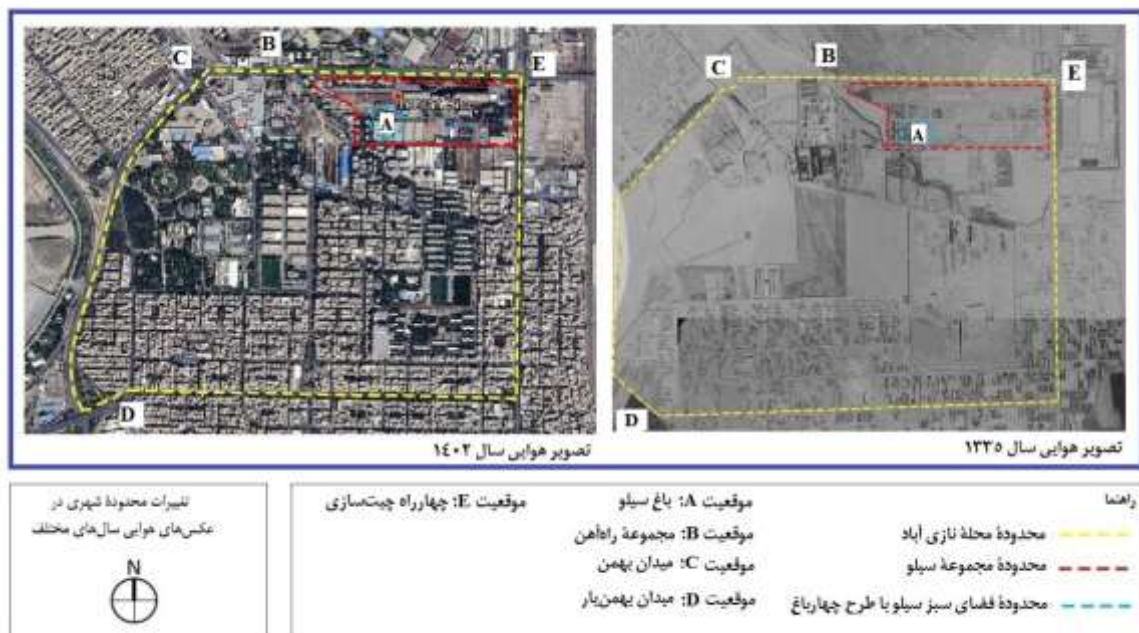 C
B
E
A
D
C
B
E
A
D
تصویر هوایی سال ۱۳۳۵
تصویر هوایی سال ۱٤۰۲
راهنما
محدودهٔ محلهٔ نازی آباد
محدودهٔ مجموعهٔ سیلو
محدودهٔ فضای سبز سیلو با طرح چهارباغ
موقعیت A: باغ سیلو
موقعیت B: مجموعهٔ راه‌آهن
موقعیت C: میدان بهمن
موقعیت D: میدان بهمن‌یار
موقعیت E: چهارراه چیت‌سازی
تغییرات محدودهٔ شهری در
عکس‌های هوایی سال‌های مختلف
N